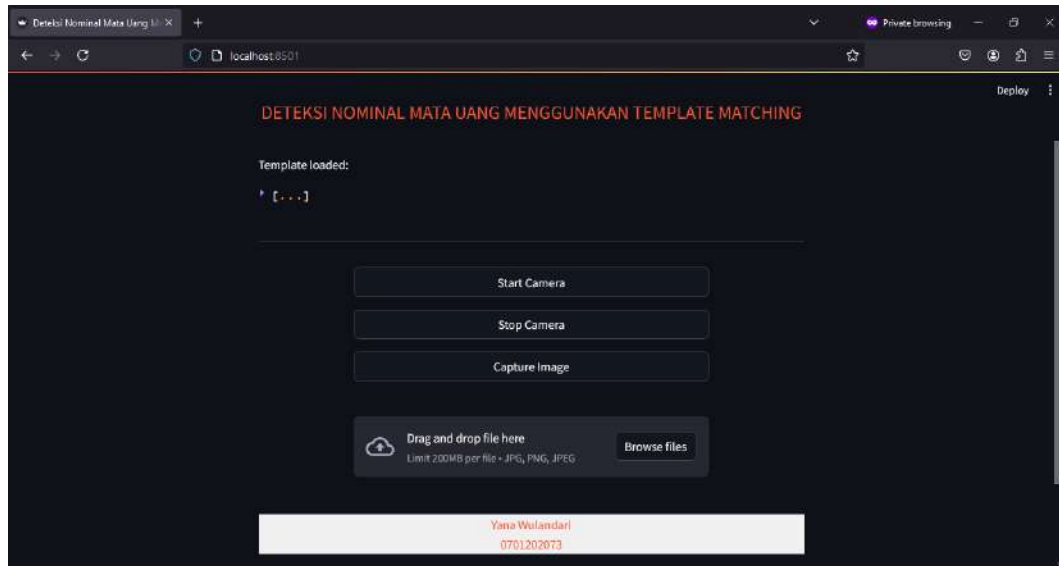 Deteksi Nominal Mata Uang M
Private browsing
localhost:8501
Deploy
DETEKSI NOMINAL MATA UANG MENGGUNAKAN TEMPLATE MATCHING
Template loaded:
[...]
Start Camera
Stop Camera
Capture Image
Drag and drop file here
Limit 200MB per file • JPG, PNG, JPEG
Browse files
Yana Wulandari
0701202073